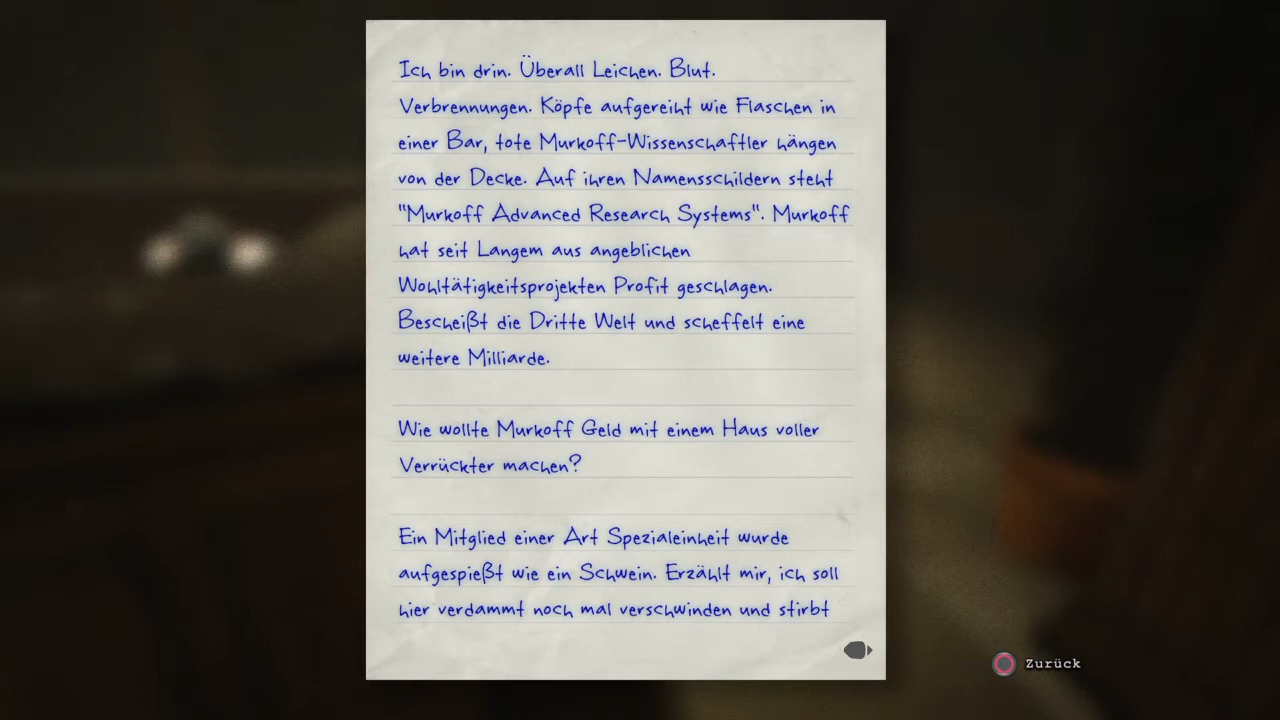 Ich bin drin. Überall Leichen. Blut.
Verbrennungen. Köpfe aufgereiht wie Flaschen in
einer Bar, tote Murkoff-Wissenschaftler hängen
von der Decke. Auf ihren Namensschildern steht
"Murkoff Advanced Research Systems". Murkoff
hat seit Langem aus angeblichen
Wohltätigkeitsprojekten Profit geschlagen.
Bescheißt die Dritte Welt und scheffelt eine
weitere Milliarde.
Wie wollte Murkoff Geld mit einem Haus voller
Verrückter machen?
Ein Mitglied einer Art Spezialeinheit wurde
aufgespießt wie ein Schwein. Erzählt mir, ich soll
hier verdammt noch mal verschwinden und stirbt
Zurück